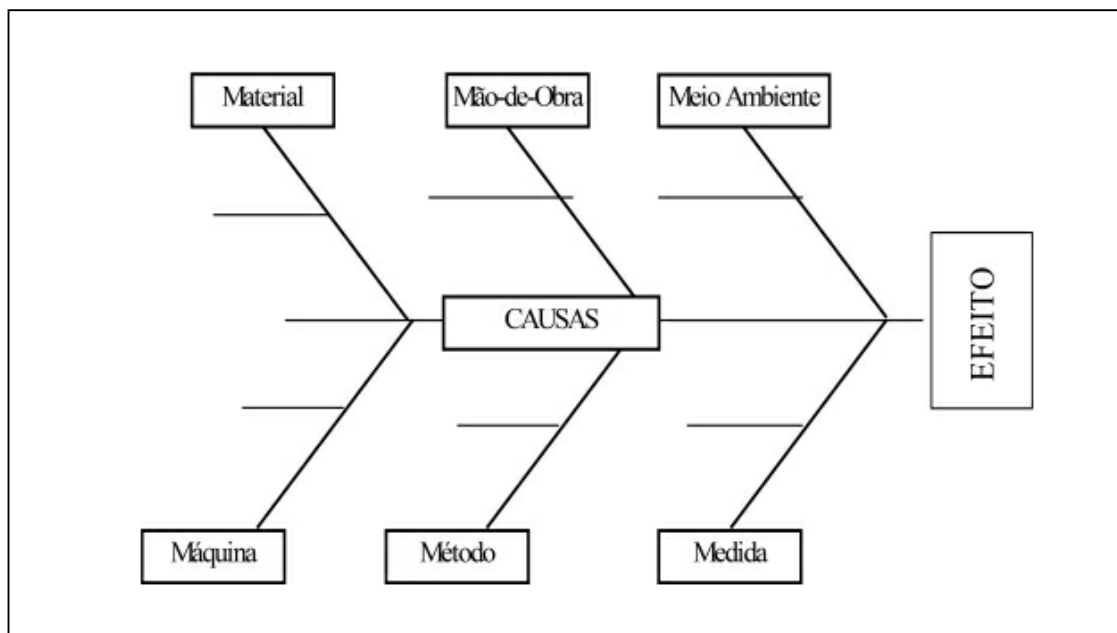 Material
Mão-de-Obra
Meio Ambiente
CAUSAS
EFEITO
Máquina
Método
Medida